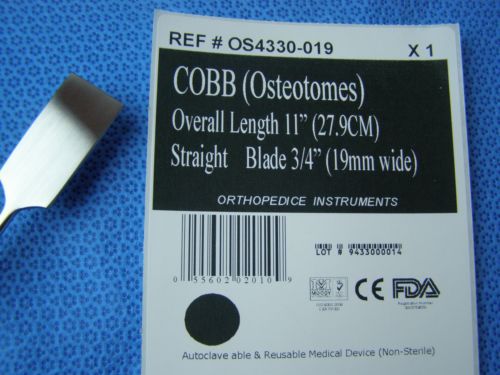 REF # OS4330-019 X 1
COBB (Osteotomes)
Overall Length 11” (27.9CM)
Straight Blade 3/4” (19mm wide)
ORTHOPEDICE INSTRUMENTS
LOT # 9433000014
0 55602 02010 9
MOODY
CE FDA
Autoclave able & Reusable Medical Device (Non-Sterile)